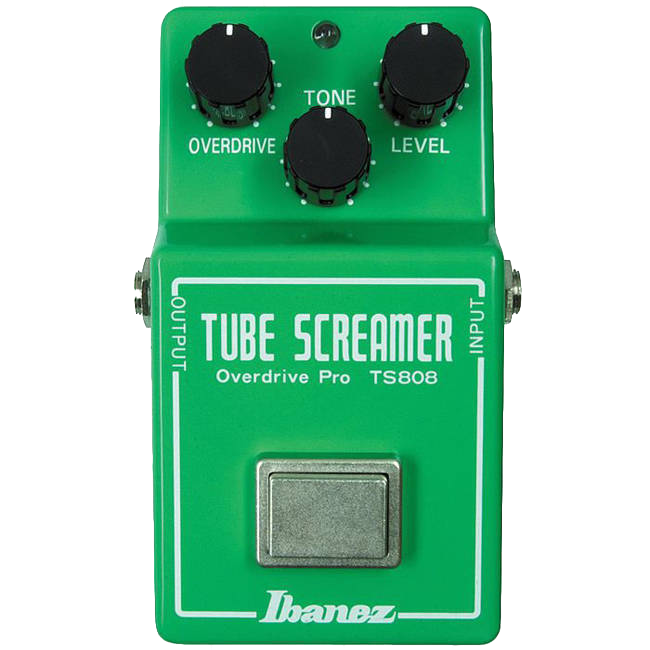 TONE
OVERDRIVE
LEVEL
OUTPUT
INPUT
TUBE SCREAMER
Overdrive Pro TS808
Ibanez